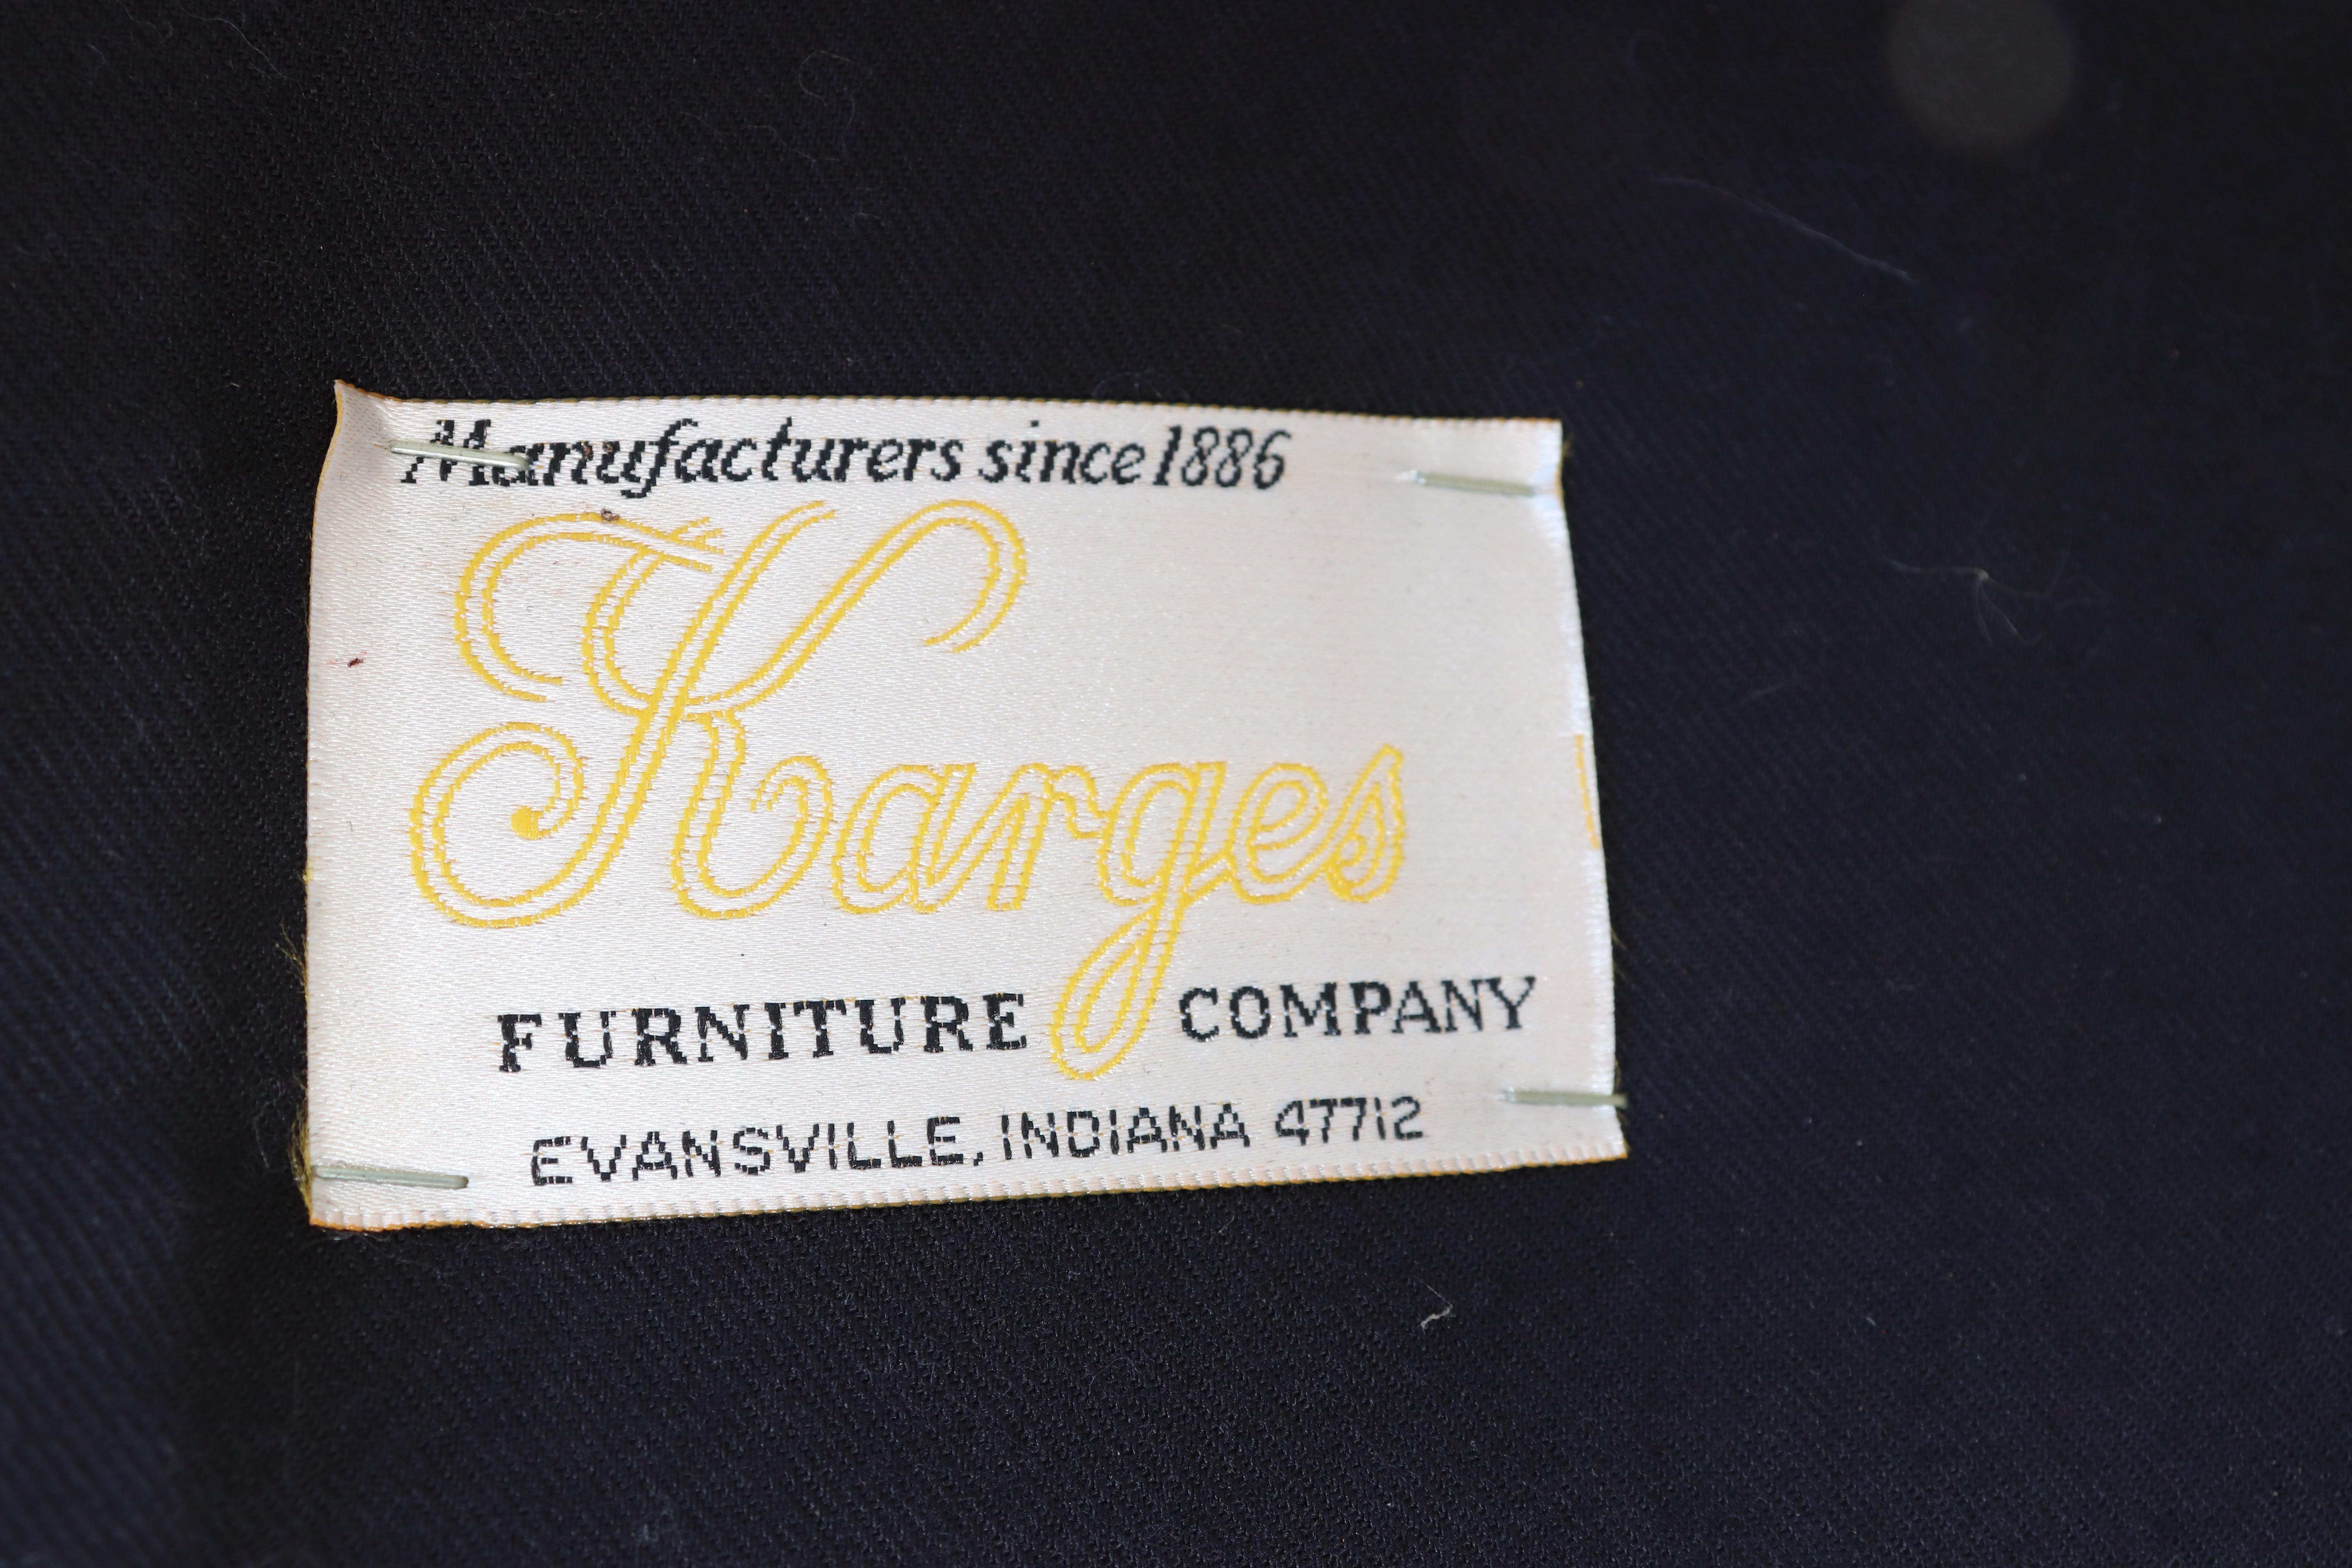 Manufacturers since 1886
Karges
FURNITURE COMPANY
EVANSVILLE, INDIANA 47712